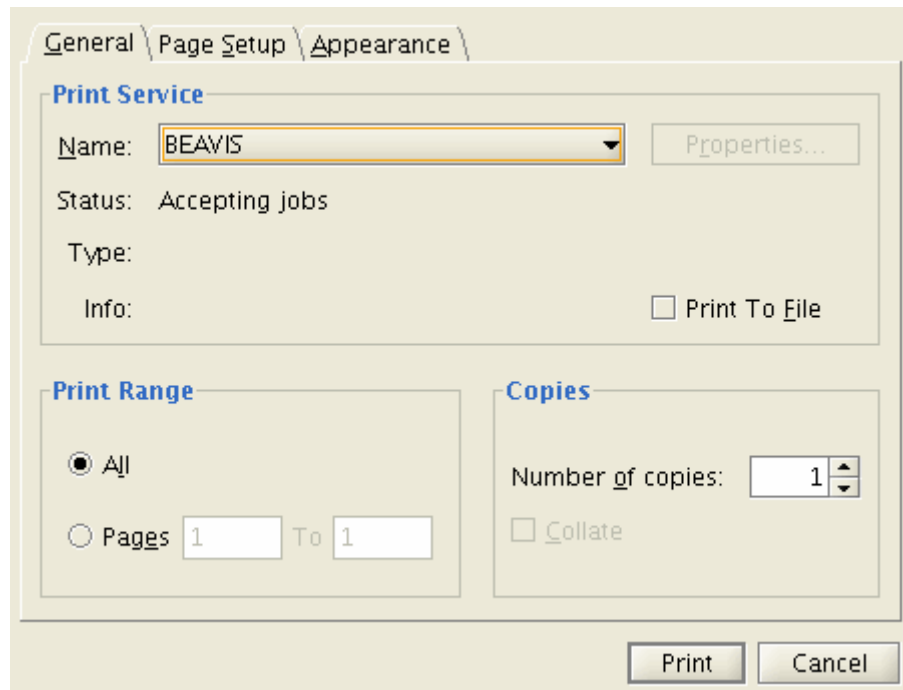 General Page Setup Appearance
Print Service
Name: BEAVIS Properties...
Status: Accepting jobs
Type:
Info: Print To File
Print Range
All
Pages 1 To 1
Copies
Number of copies: 1
Collate
Print Cancel